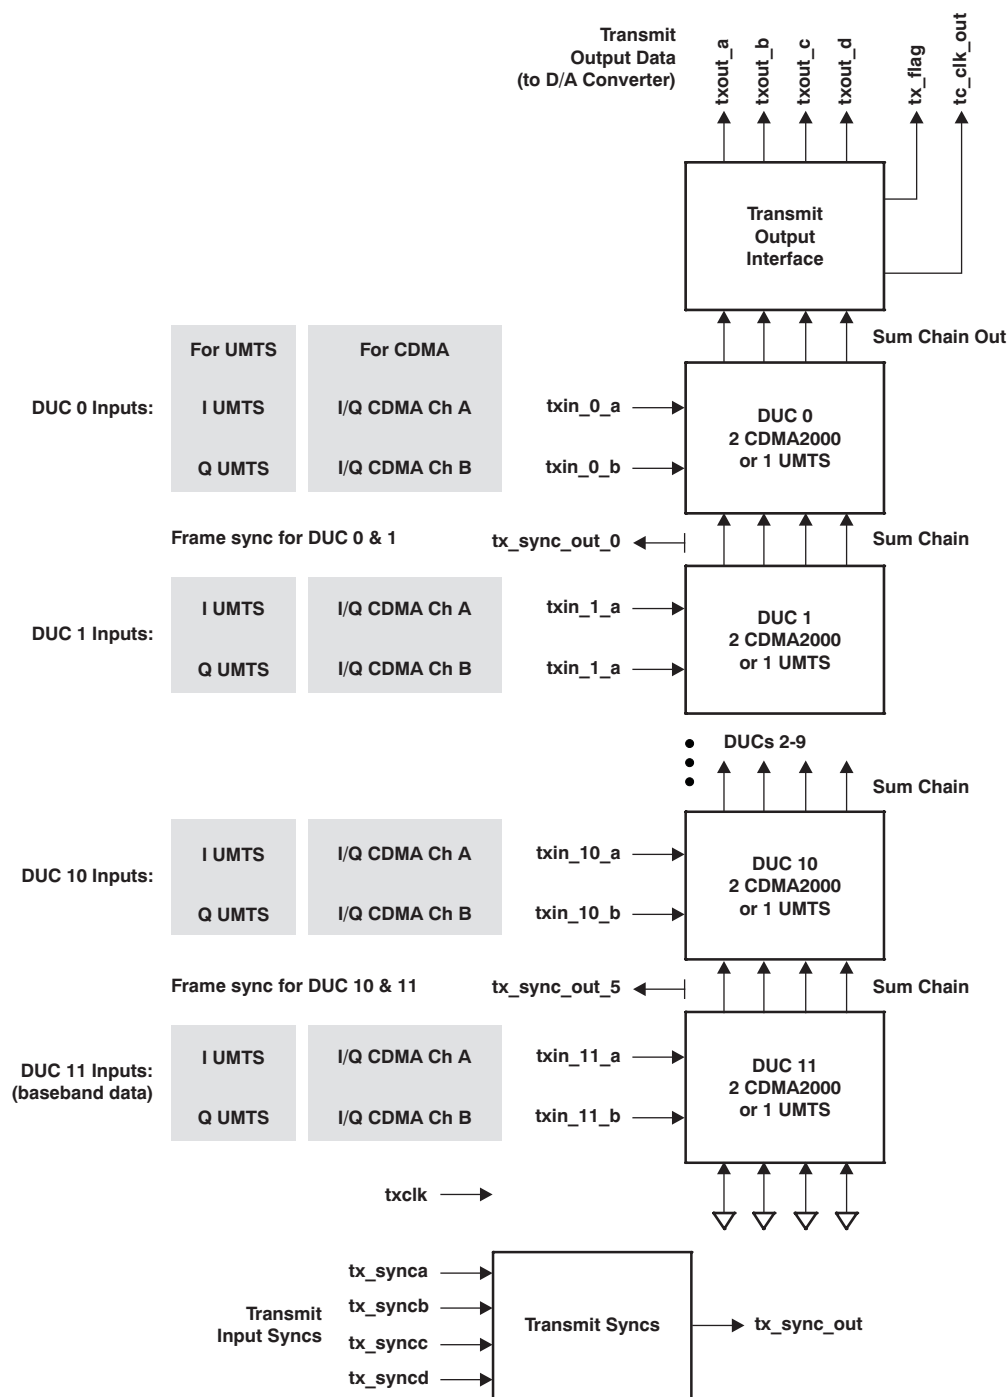 Transmit
Output Data
(to D/A Converter)
txout_a
txout_b
txout_c
txout_d
tx_flag
tc_clk_out
Transmit
Output
Interface
Sum Chain Out
For UMTS
For CDMA
DUC 0 Inputs:
I UMTS
I/Q CDMA Ch A
txin_0_a
Q UMTS
I/Q CDMA Ch B
txin_0_b
DUC 0
2 CDMA2000
or 1 UMTS
Frame sync for DUC 0 & 1
tx_sync_out_0
Sum Chain
DUC 1 Inputs:
I UMTS
I/Q CDMA Ch A
txin_1_a
Q UMTS
I/Q CDMA Ch B
txin_1_a
DUC 1
2 CDMA2000
or 1 UMTS
DUCs 2-9
Sum Chain
DUC 10 Inputs:
I UMTS
I/Q CDMA Ch A
txin_10_a
Q UMTS
I/Q CDMA Ch B
txin_10_b
DUC 10
2 CDMA2000
or 1 UMTS
Frame sync for DUC 10 & 11
tx_sync_out_5
Sum Chain
DUC 11 Inputs:
(baseband data)
I UMTS
I/Q CDMA Ch A
txin_11_a
Q UMTS
I/Q CDMA Ch B
txin_11_b
DUC 11
2 CDMA2000
or 1 UMTS
txclk
Transmit
Input Syncs
tx_synca
tx_syncb
tx_syncc
tx_syncd
Transmit Syncs
tx_sync_out